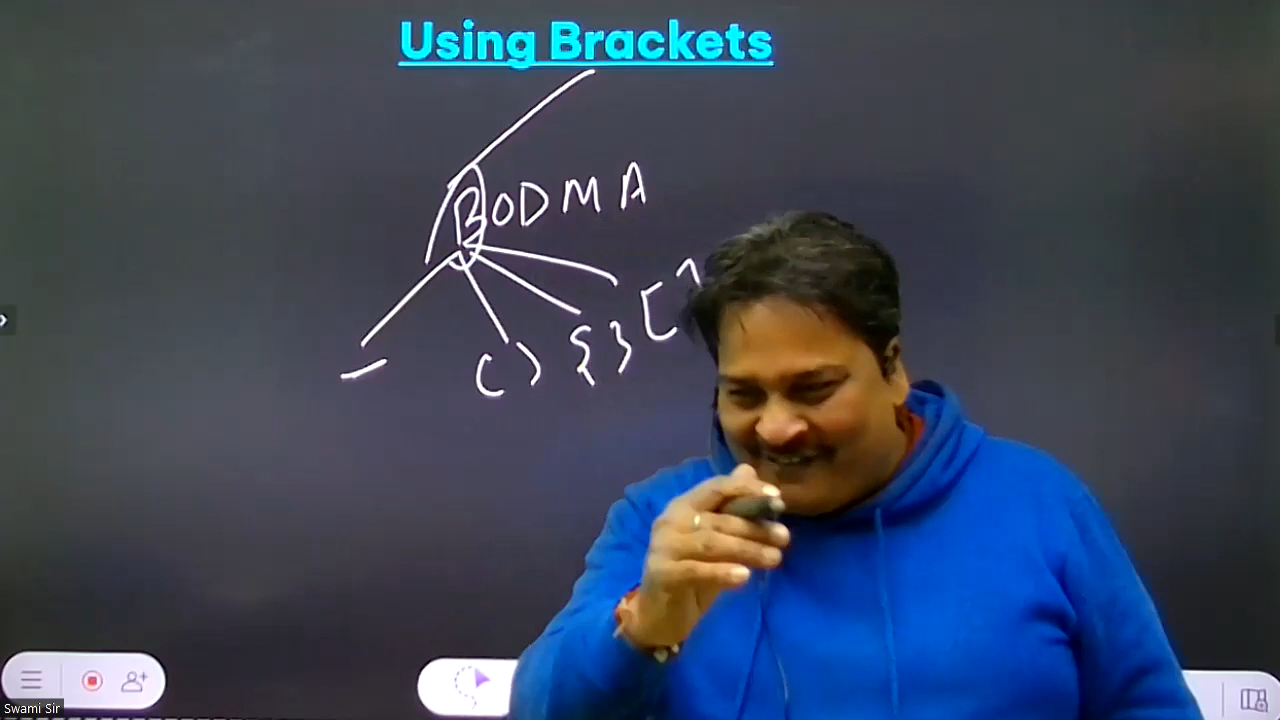 Using Brackets
BODMA
— () {} [ ]
Swami Sir